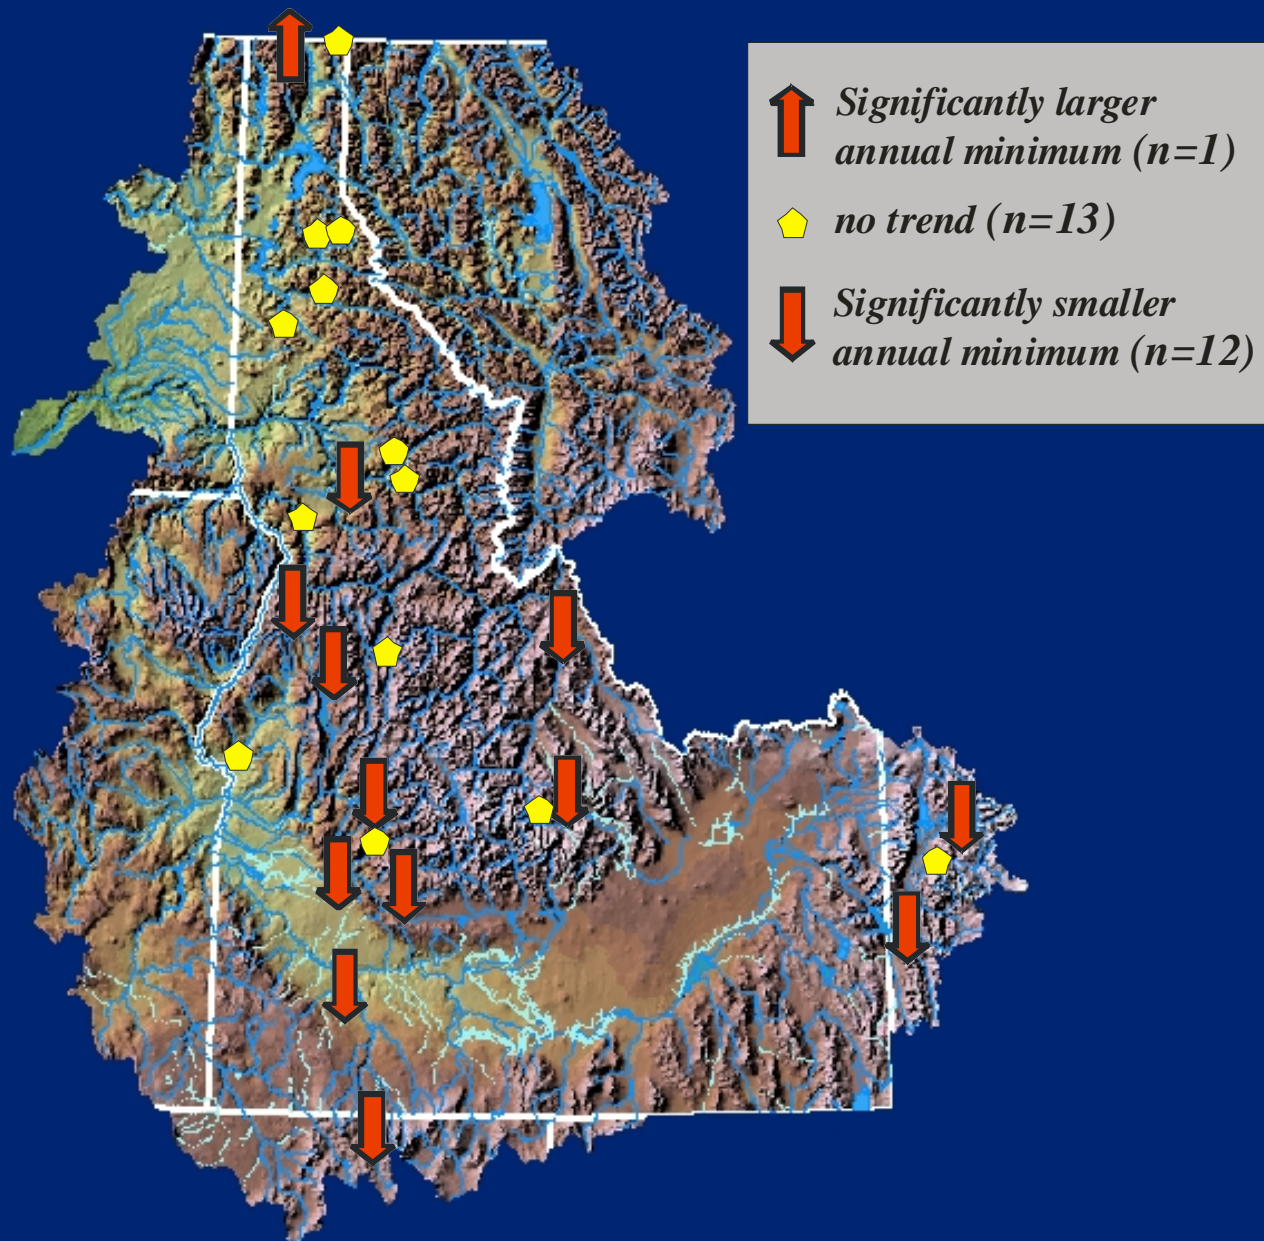 Significantly larger
annual minimum (n=1)
no trend (n=13)
Significantly smaller
annual minimum (n=12)